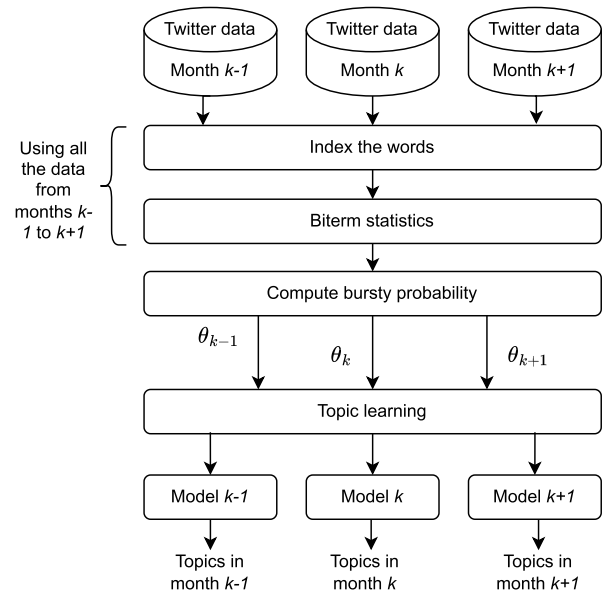 Twitter data
Twitter data
Twitter data
Month k-1
Month k
Month k+1
Using all
the data
from
months k-
1 to k+1
Index the words
Biterm statistics
Compute bursty probability
θk−1
θk
θk+1
Topic learning
Model k-1
Model k
Model k+1
Topics in
month k-1
Topics in
month k
Topics in
month k+1